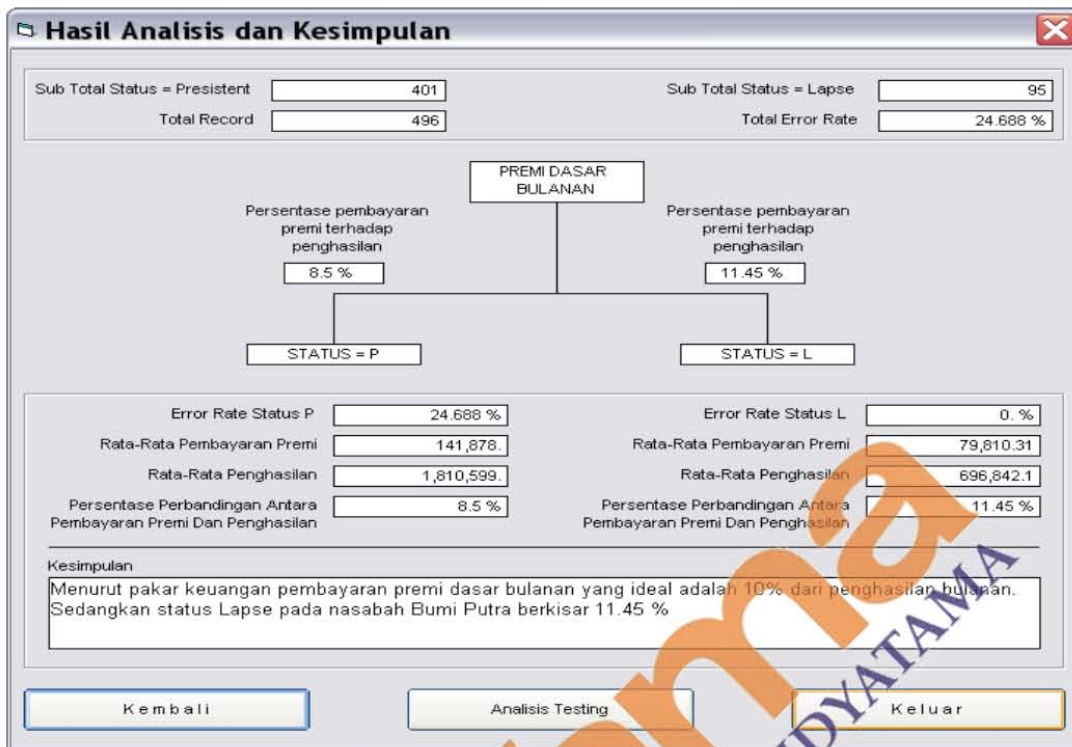 Hasil Analisis dan Kesimpulan
Sub Total Status = Presistent 401
Sub Total Status = Lapse 95
Total Record 496
Total Error Rate 24.688 %
PREMI DASAR
BULANAN
Persentase pembayaran
premi terhadap
penghasilan
8.5 %
Persentase pembayaran
premi terhadap
penghasilan
11.45 %
STATUS = P
STATUS = L
Error Rate Status P 24.688 %
Rata-Rata Pembayaran Premi 141,878.
Rata-Rata Penghasilan 1,810,599.
Persentase Perbandingan Antara
Pembayaran Premi Dan Penghasilan 8.5 %
Error Rate Status L 0. %
Rata-Rata Pembayaran Premi 79,810.31
Rata-Rata Penghasilan 696,842.1
Persentase Perbandingan Antara
Pembayaran Premi Dan Penghasilan 11.45 %
Kesimpulan
Menurut pakar keuangan pembayaran premi dasar bulanan yang ideal adalah 10% dari penghasilan bulanan.
Sedangkan status Lapse pada nasabah Bumi Putra berkisar 11.45 %
Kembali
Analisis Testing
Keluar
ama
IDYATAMA